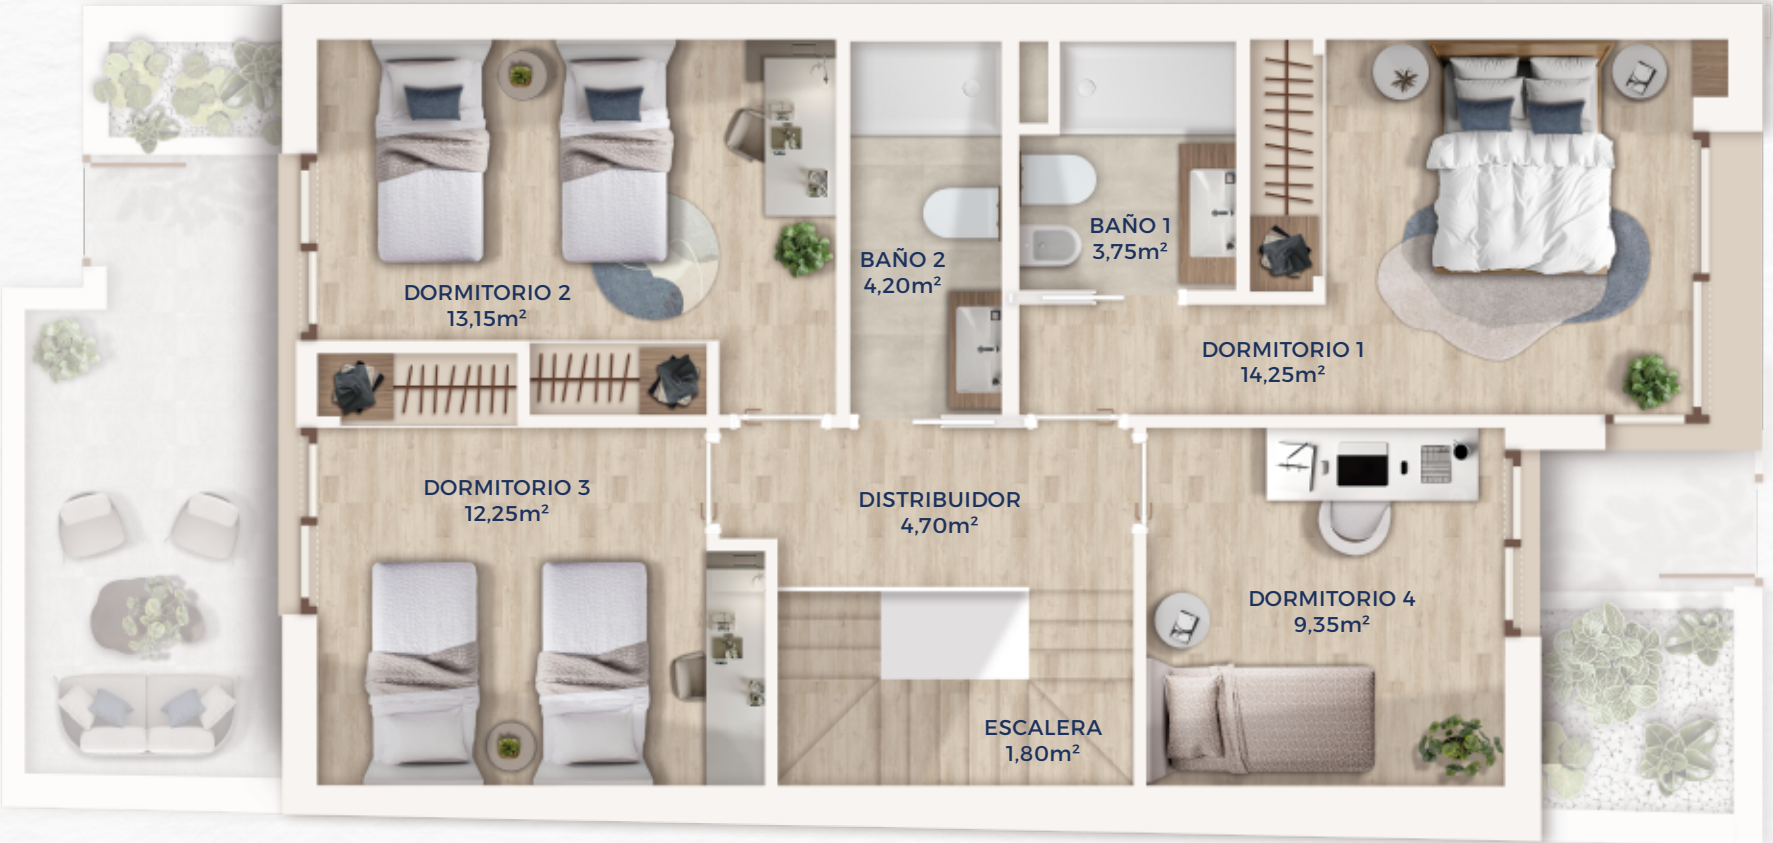 BAÑO 1
3,75m²
BAÑO 2
4,20m²
DORMITORIO 2
13,15m²
DORMITORIO 1
14,25m²
DORMITORIO 3
12,25m²
DISTRIBUIDOR
4,70m²
DORMITORIO 4
9,35m²
ESCALERA
1,80m²